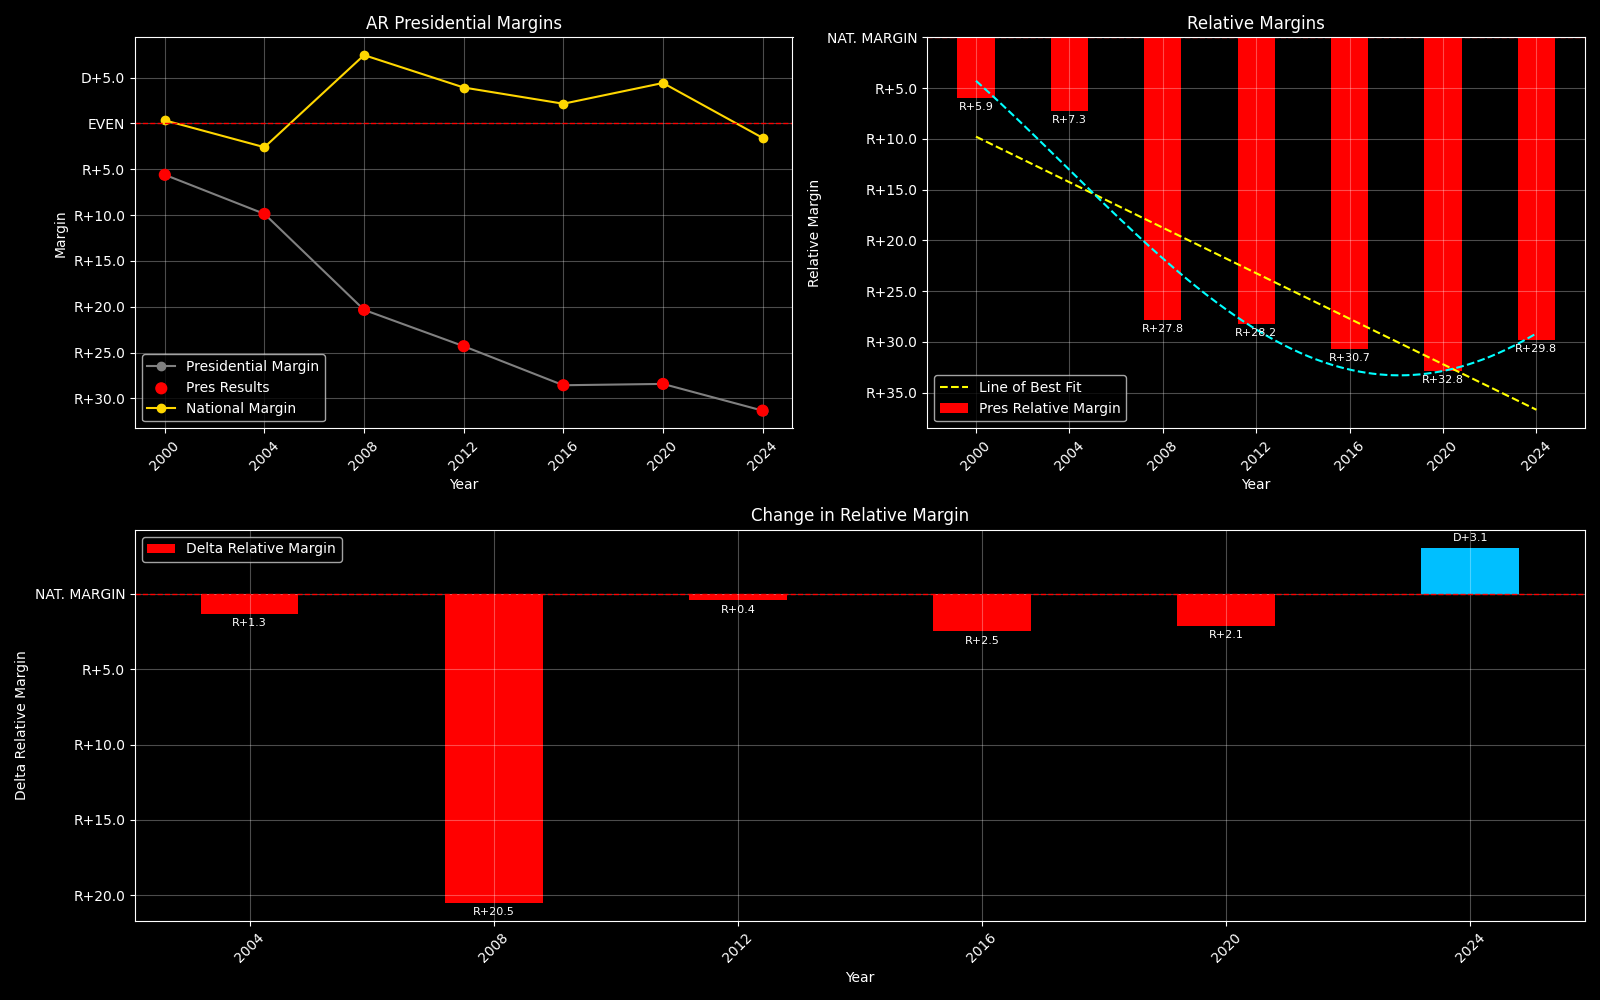 AR Presidential Margins
D+5.0
EVEN
R+5.0
R+10.0
R+15.0
R+20.0
R+25.0
R+30.0
Margin
Presidential Margin
Pres Results
National Margin
2000
2004
2008
2012
2016
2020
2024
Year
Relative Margins
NAT. MARGIN
R+5.0
R+10.0
R+15.0
R+20.0
R+25.0
R+30.0
R+35.0
Relative Margin
R+5.9
R+7.3
R+27.8
R+28.2
R+30.7
R+32.8
R+29.8
Line of Best Fit
Pres Relative Margin
2000
2004
2008
2012
2016
2020
2024
Year
Change in Relative Margin
Delta Relative Margin
NAT. MARGIN
R+5.0
R+10.0
R+15.0
R+20.0
Delta Relative Margin
R+1.3
R+20.5
R+0.4
R+2.5
R+2.1
D+3.1
2004
2008
2012
2016
2020
2024
Year